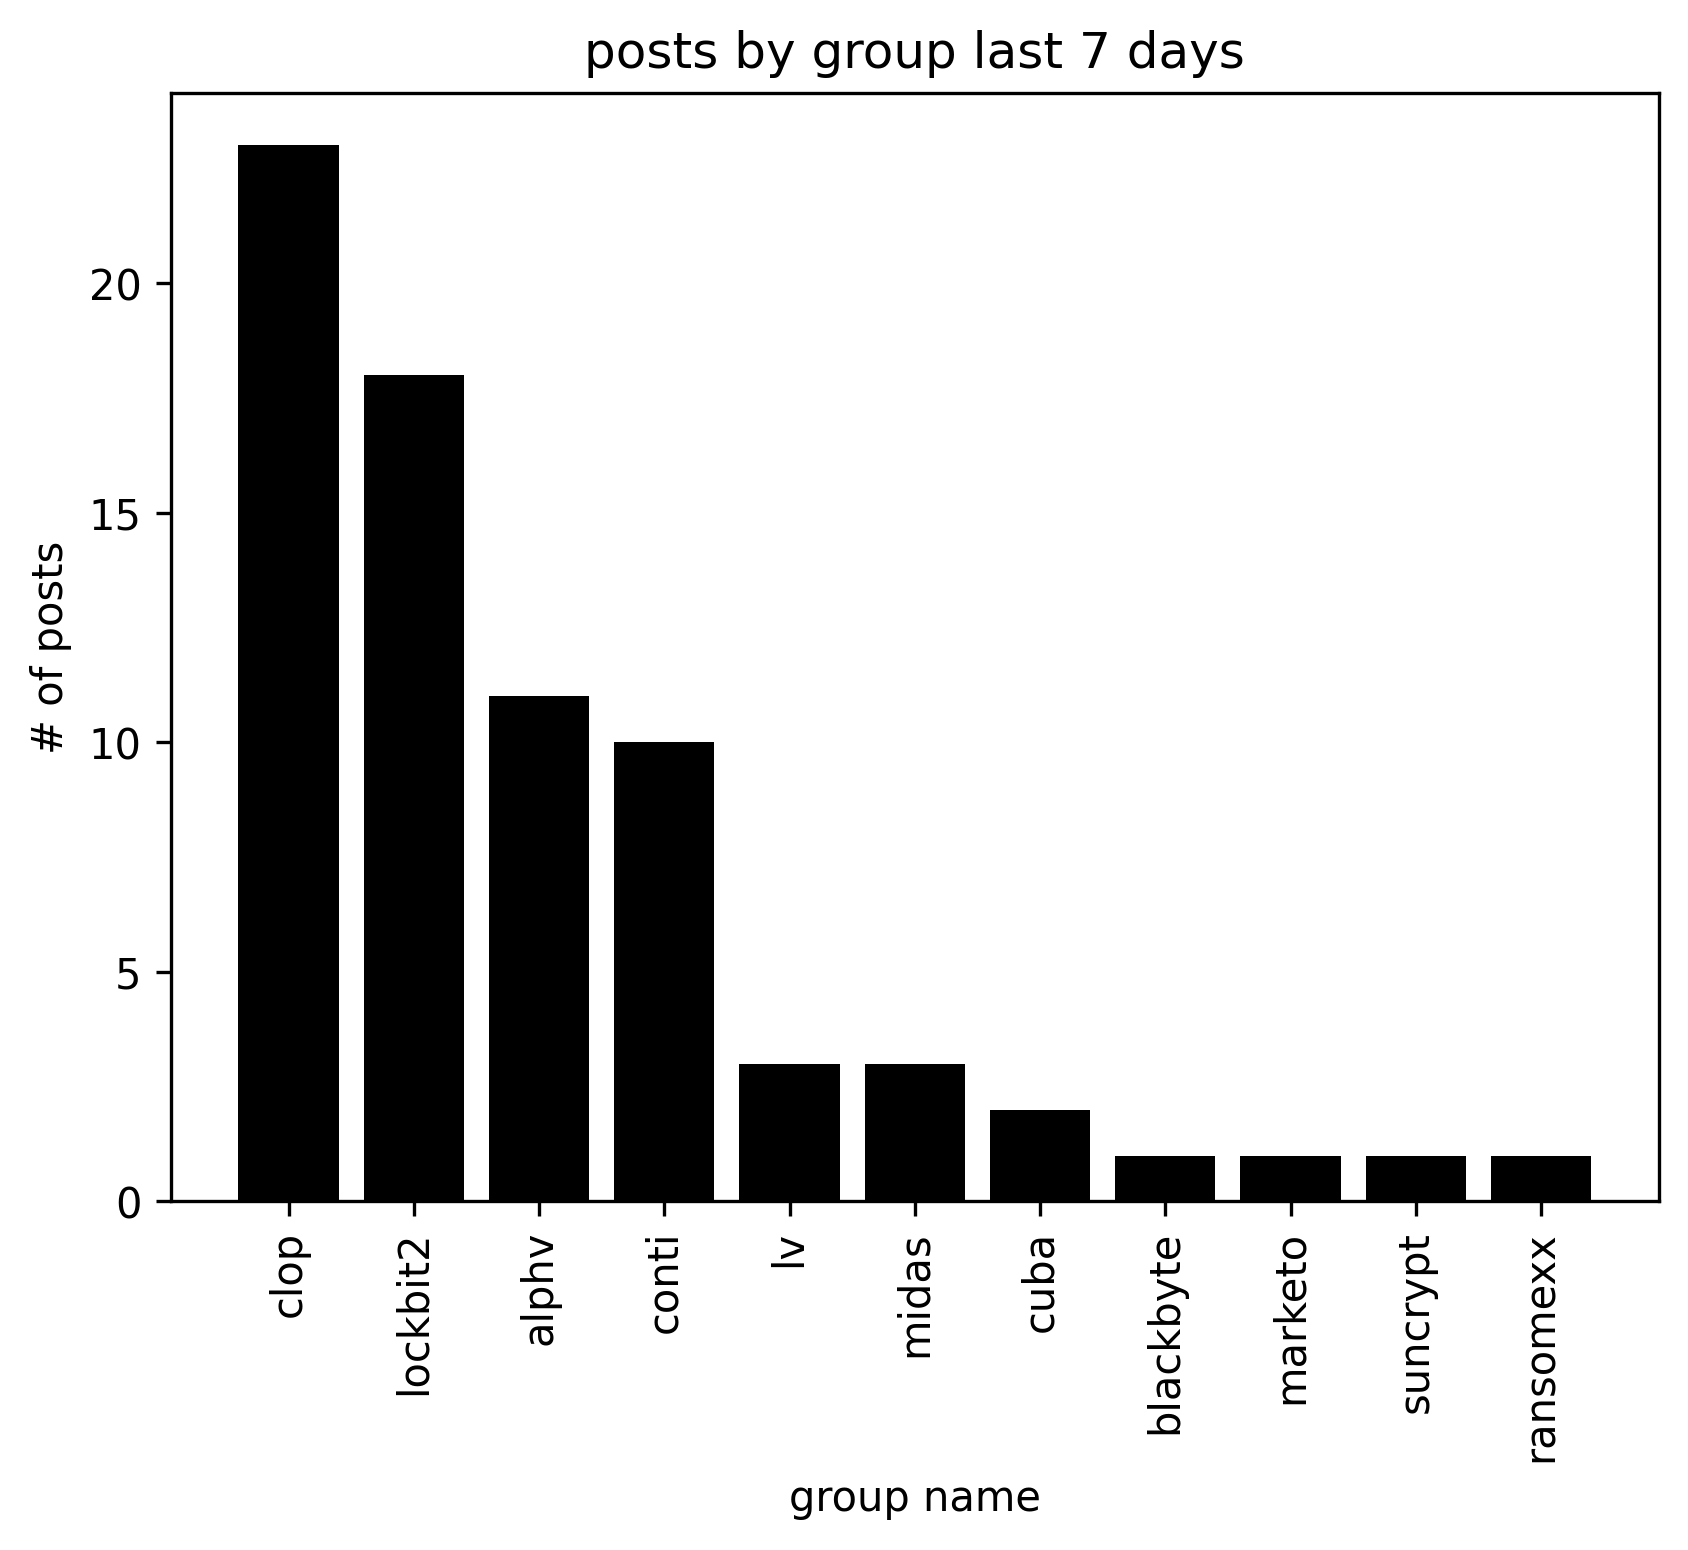 posts by group last 7 days
# of posts
20
15
10
5
0
clop
lockbit2
alphv
conti
lv
midas
cuba
blackbyte
marketo
suncrypt
ransomexx
group name